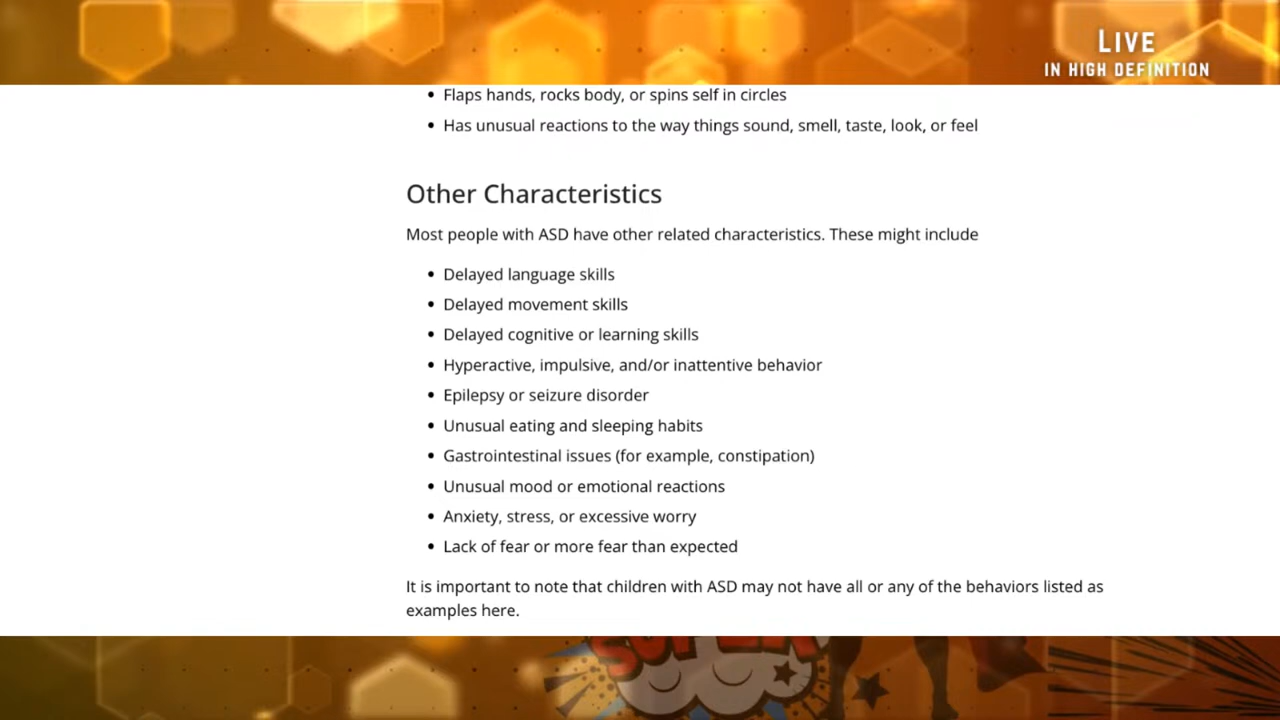 LIVE
IN HIGH DEFINITION
• Flaps hands, rocks body, or spins self in circles
• Has unusual reactions to the way things sound, smell, taste, look, or feel
Other Characteristics
Most people with ASD have other related characteristics. These might include
• Delayed language skills
• Delayed movement skills
• Delayed cognitive or learning skills
• Hyperactive, impulsive, and/or inattentive behavior
• Epilepsy or seizure disorder
• Unusual eating and sleeping habits
• Gastrointestinal issues (for example, constipation)
• Unusual mood or emotional reactions
• Anxiety, stress, or excessive worry
• Lack of fear or more fear than expected
It is important to note that children with ASD may not have all or any of the behaviors listed as
examples here.
SUPER